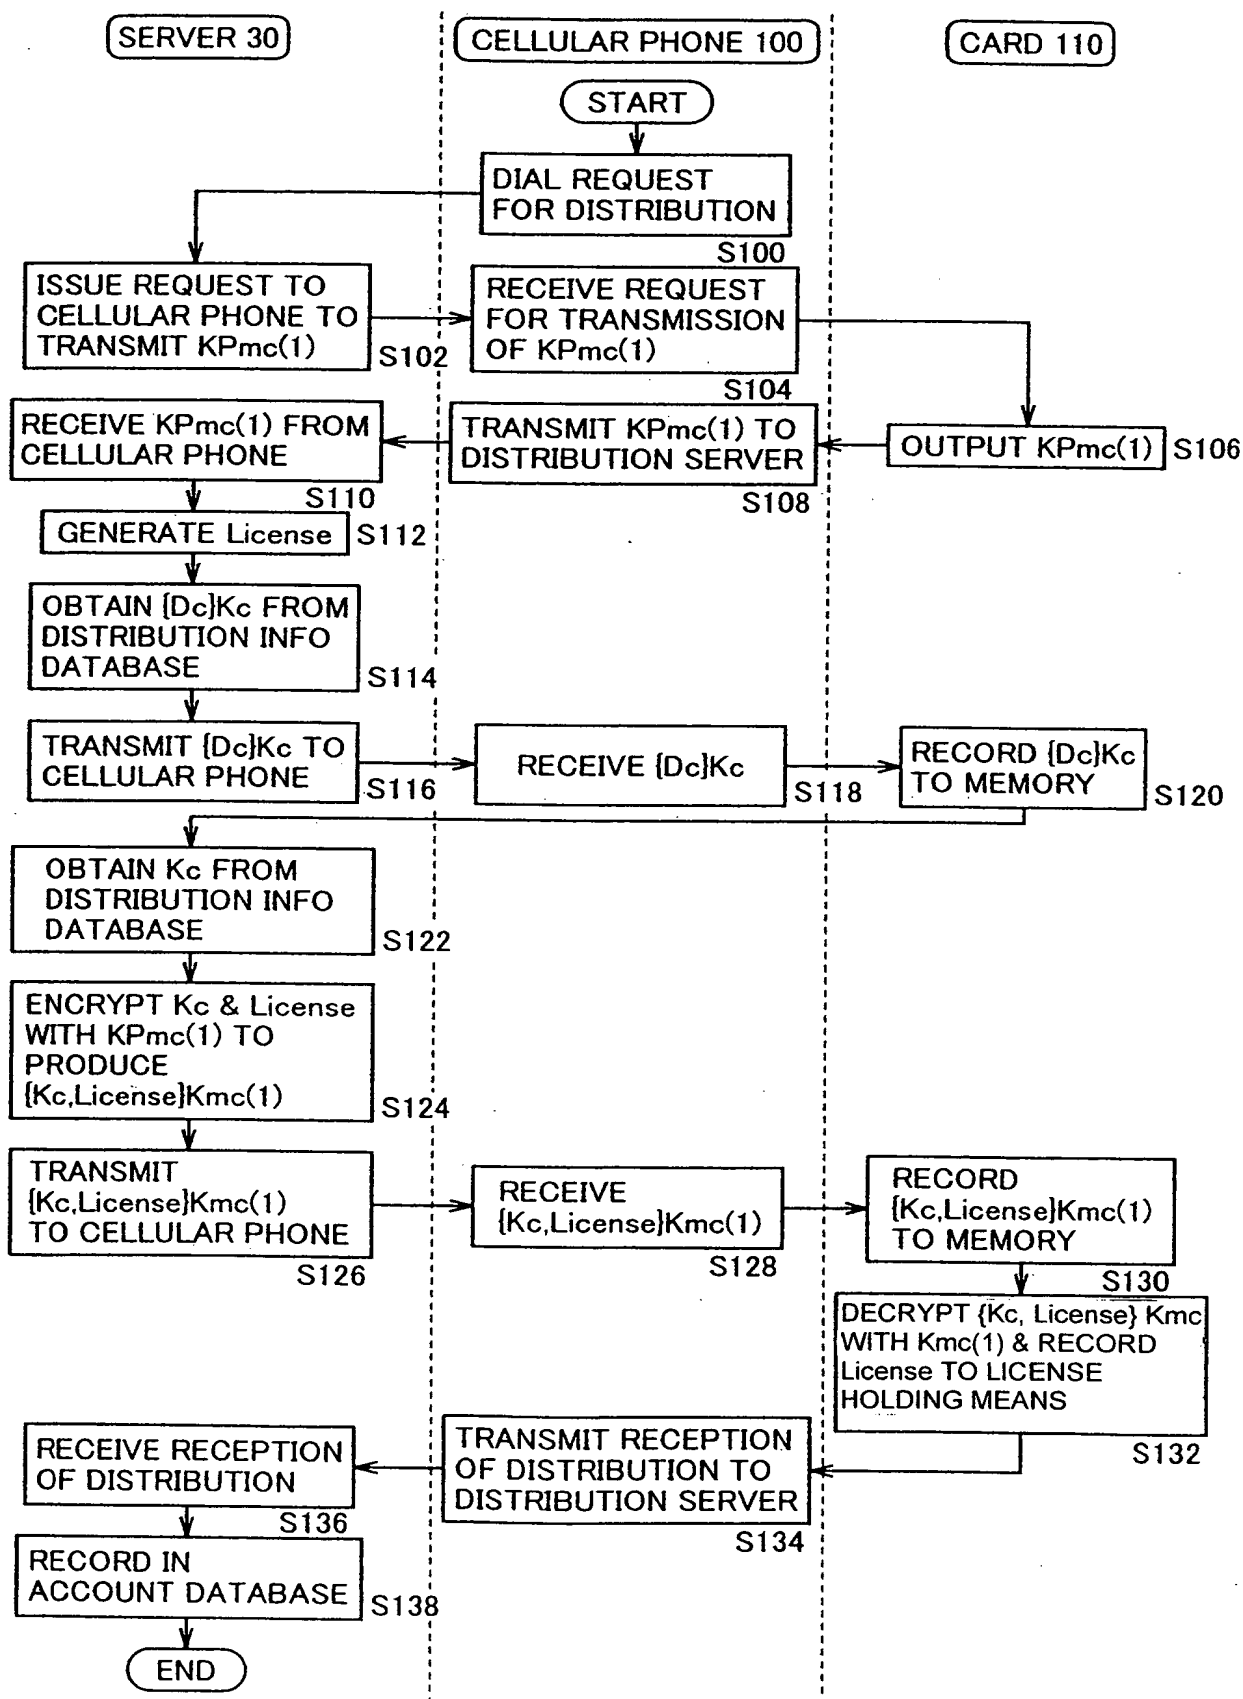 SERVER 30
CELLULAR PHONE 100
CARD 110
START
DIAL REQUEST
FOR DISTRIBUTION
S100
ISSUE REQUEST TO
CELLULAR PHONE TO
TRANSMIT KPmc(1)
S102
RECEIVE REQUEST
FOR TRANSMISSION
OF KPmc(1)
S104
OUTPUT KPmc(1)
S106
TRANSMIT KPmc(1) TO
DISTRIBUTION SERVER
S108
RECEIVE KPmc(1) FROM
CELLULAR PHONE
S110
GENERATE License
S112
OBTAIN {Dc}Kc FROM
DISTRIBUTION INFO
DATABASE
S114
TRANSMIT {Dc}Kc TO
CELLULAR PHONE
S116
RECEIVE {Dc}Kc
S118
RECORD {Dc}Kc
TO MEMORY
S120
OBTAIN Kc FROM
DISTRIBUTION INFO
DATABASE
S122
ENCRYPT Kc & License
WITH KPmc(1) TO
PRODUCE
{Kc,License}Kmc(1)
S124
TRANSMIT
{Kc,License}Kmc(1)
TO CELLULAR PHONE
S126
RECEIVE
{Kc,License}Kmc(1)
S128
RECORD
{Kc,License}Kmc(1)
TO MEMORY
S130
DECRYPT {Kc, License} Kmc
WITH Kmc(1) & RECORD
License TO LICENSE
HOLDING MEANS
S132
TRANSMIT RECEPTION
OF DISTRIBUTION TO
DISTRIBUTION SERVER
S134
RECEIVE RECEPTION
OF DISTRIBUTION
S136
RECORD IN
ACCOUNT DATABASE
S138
END